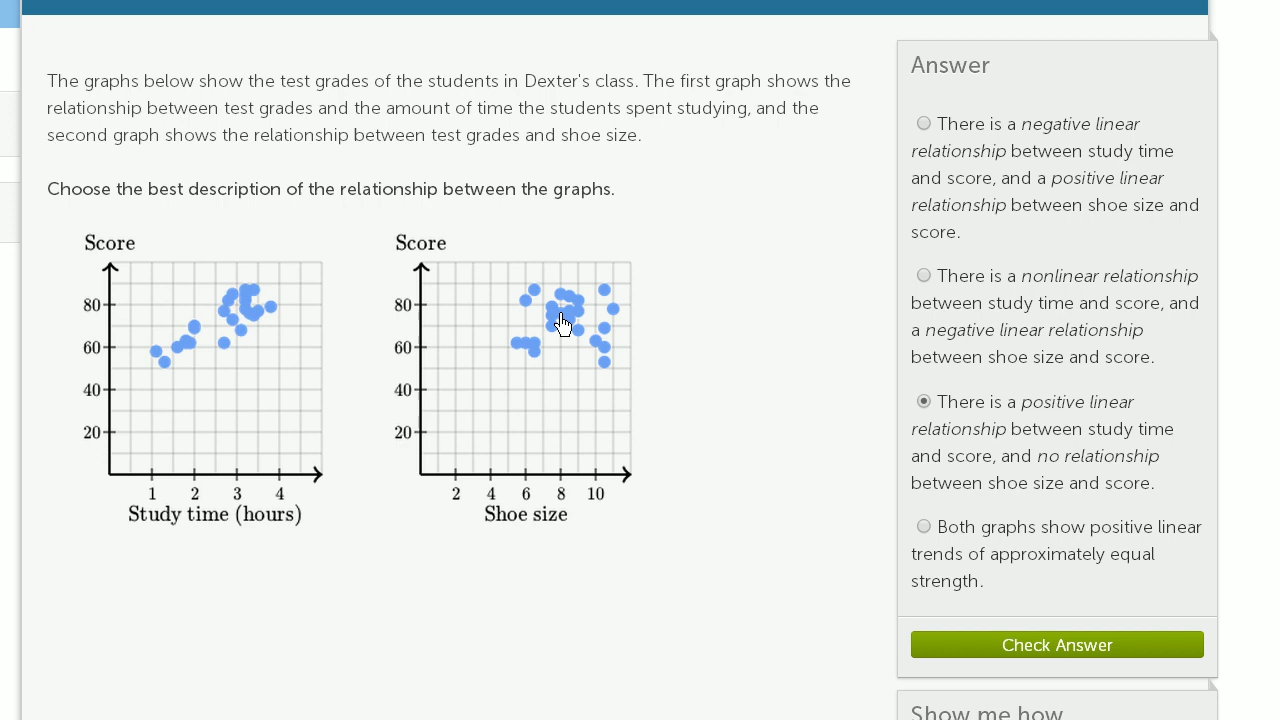 The graphs below show the test grades of the students in Dexter's class. The first graph shows the
relationship between test grades and the amount of time the students spent studying, and the
second graph shows the relationship between test grades and shoe size.
Choose the best description of the relationship between the graphs.
Score
80
60
40
20
1 2 3 4
Study time (hours)
Score
80
60
40
20
2 4 6 8 10
Shoe size
Answer
There is a negative linear
relationship between study time
and score, and a positive linear
relationship between shoe size and
score.
There is a nonlinear relationship
between study time and score, and
a negative linear relationship
between shoe size and score.
There is a positive linear
relationship between study time
and score, and no relationship
between shoe size and score.
Both graphs show positive linear
trends of approximately equal
strength.
Check Answer
Show me how